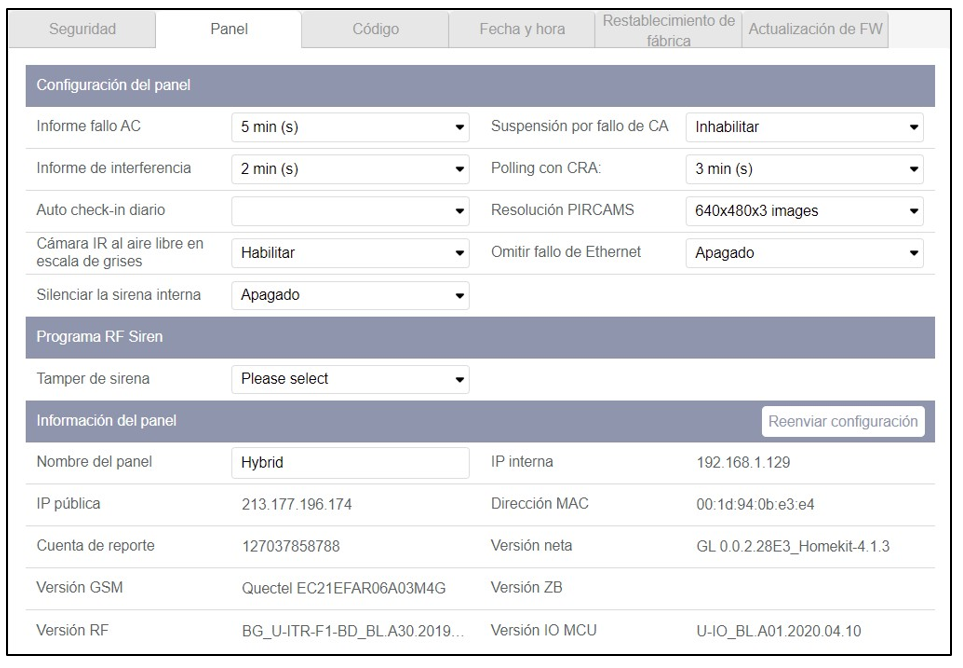 Seguridad
Panel
Código
Fecha y hora
Restablecimiento de
fábrica
Actualización de FW
Configuración del panel
Informe fallo AC
5 min (s)
Suspensión por fallo de CA
Inhabilitar
Informe de interferencia
2 min (s)
Polling con CRA:
3 min (s)
Auto check-in diario
Resolución PIRCAMS
640x480x3 images
Cámara IR al aire libre en
escala de grises
Habilitar
Omitir fallo de Ethernet
Apagado
Silenciar la sirena interna
Apagado
Programa RF Siren
Tamper de sirena
Please select
Información del panel
Reenviar configuración
Nombre del panel
Hybrid
IP interna
192.168.1.129
IP pública
213.177.196.174
Dirección MAC
00:1d:94:0b:e3:e4
Cuenta de reporte
127037858788
Versión neta
GL 0.0.2.28E3_Homekit-4.1.3
Versión GSM
Quectel EC21EFAR06A03M4G
Versión ZB
Versión RF
BG_U-ITR-F1-BD_BL.A30.2019...
Versión IO MCU
U-IO_BL.A01.2020.04.10